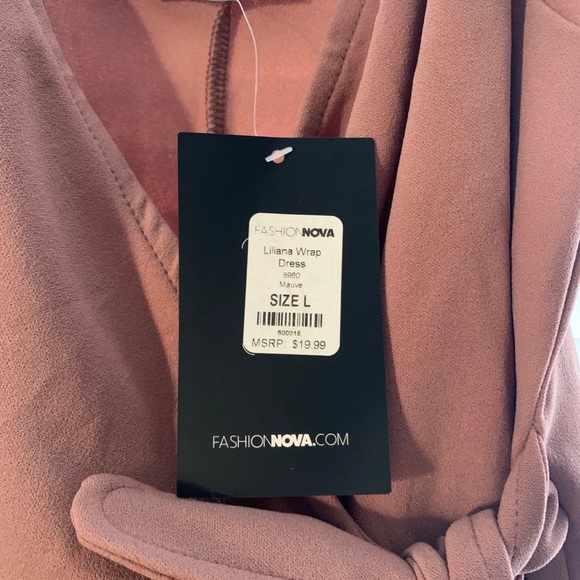 FASHIONNOVA
Liliana Wrap
Dress
8960
Mauve
SIZE L
600018
MSRP: $19.99
FASHIONNOVA.COM